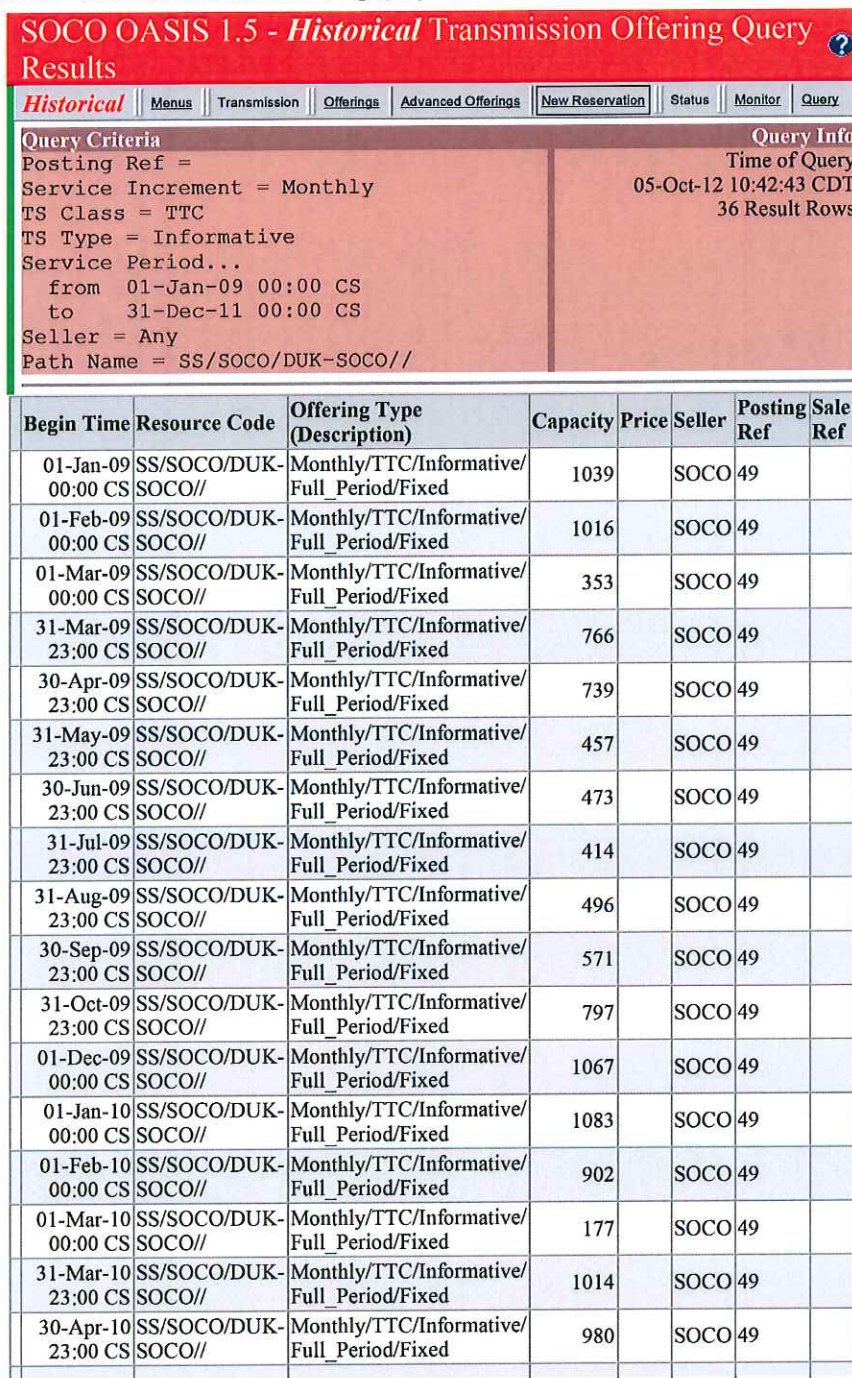 SOCO OASIS 1.5 - Historical Transmission Offering Query
Results
?
Historical Menus Transmission Offerings Advanced Offerings New Reservation Status Monitor Query
Query Criteria Query Info
Posting Ref = Time of Query
Service Increment = Monthly 05-Oct-12 10:42:43 CDT
TS Class = TTC 36 Result Rows
TS Type = Informative
Service Period...
from 01-Jan-09 00:00 CS
to 31-Dec-11 00:00 CS
Seller = Any
Path Name = SS/SOCO/DUK-SOCO//
Begin Time Resource Code Offering Type (Description) Capacity Price Seller Posting Ref Sale Ref
01-Jan-09 SS/SOCO/DUK- Monthly/TTC/Informative/
00:00 CS SOCO// Full_Period/Fixed 1039 SOCO 49
01-Feb-09 SS/SOCO/DUK- Monthly/TTC/Informative/
00:00 CS SOCO// Full_Period/Fixed 1016 SOCO 49
01-Mar-09 SS/SOCO/DUK- Monthly/TTC/Informative/
00:00 CS SOCO// Full_Period/Fixed 353 SOCO 49
31-Mar-09 SS/SOCO/DUK- Monthly/TTC/Informative/
23:00 CS SOCO// Full_Period/Fixed 766 SOCO 49
30-Apr-09 SS/SOCO/DUK- Monthly/TTC/Informative/
23:00 CS SOCO// Full_Period/Fixed 739 SOCO 49
31-May-09 SS/SOCO/DUK- Monthly/TTC/Informative/
23:00 CS SOCO// Full_Period/Fixed 457 SOCO 49
30-Jun-09 SS/SOCO/DUK- Monthly/TTC/Informative/
23:00 CS SOCO// Full_Period/Fixed 473 SOCO 49
31-Jul-09 SS/SOCO/DUK- Monthly/TTC/Informative/
23:00 CS SOCO// Full_Period/Fixed 414 SOCO 49
31-Aug-09 SS/SOCO/DUK- Monthly/TTC/Informative/
23:00 CS SOCO// Full_Period/Fixed 496 SOCO 49
30-Sep-09 SS/SOCO/DUK- Monthly/TTC/Informative/
23:00 CS SOCO// Full_Period/Fixed 571 SOCO 49
31-Oct-09 SS/SOCO/DUK- Monthly/TTC/Informative/
23:00 CS SOCO// Full_Period/Fixed 797 SOCO 49
01-Dec-09 SS/SOCO/DUK- Monthly/TTC/Informative/
00:00 CS SOCO// Full_Period/Fixed 1067 SOCO 49
01-Jan-10 SS/SOCO/DUK- Monthly/TTC/Informative/
00:00 CS SOCO// Full_Period/Fixed 1083 SOCO 49
01-Feb-10 SS/SOCO/DUK- Monthly/TTC/Informative/
00:00 CS SOCO// Full_Period/Fixed 902 SOCO 49
01-Mar-10 SS/SOCO/DUK- Monthly/TTC/Informative/
00:00 CS SOCO// Full_Period/Fixed 177 SOCO 49
31-Mar-10 SS/SOCO/DUK- Monthly/TTC/Informative/
23:00 CS SOCO// Full_Period/Fixed 1014 SOCO 49
30-Apr-10 SS/SOCO/DUK- Monthly/TTC/Informative/
23:00 CS SOCO// Full_Period/Fixed 980 SOCO 49